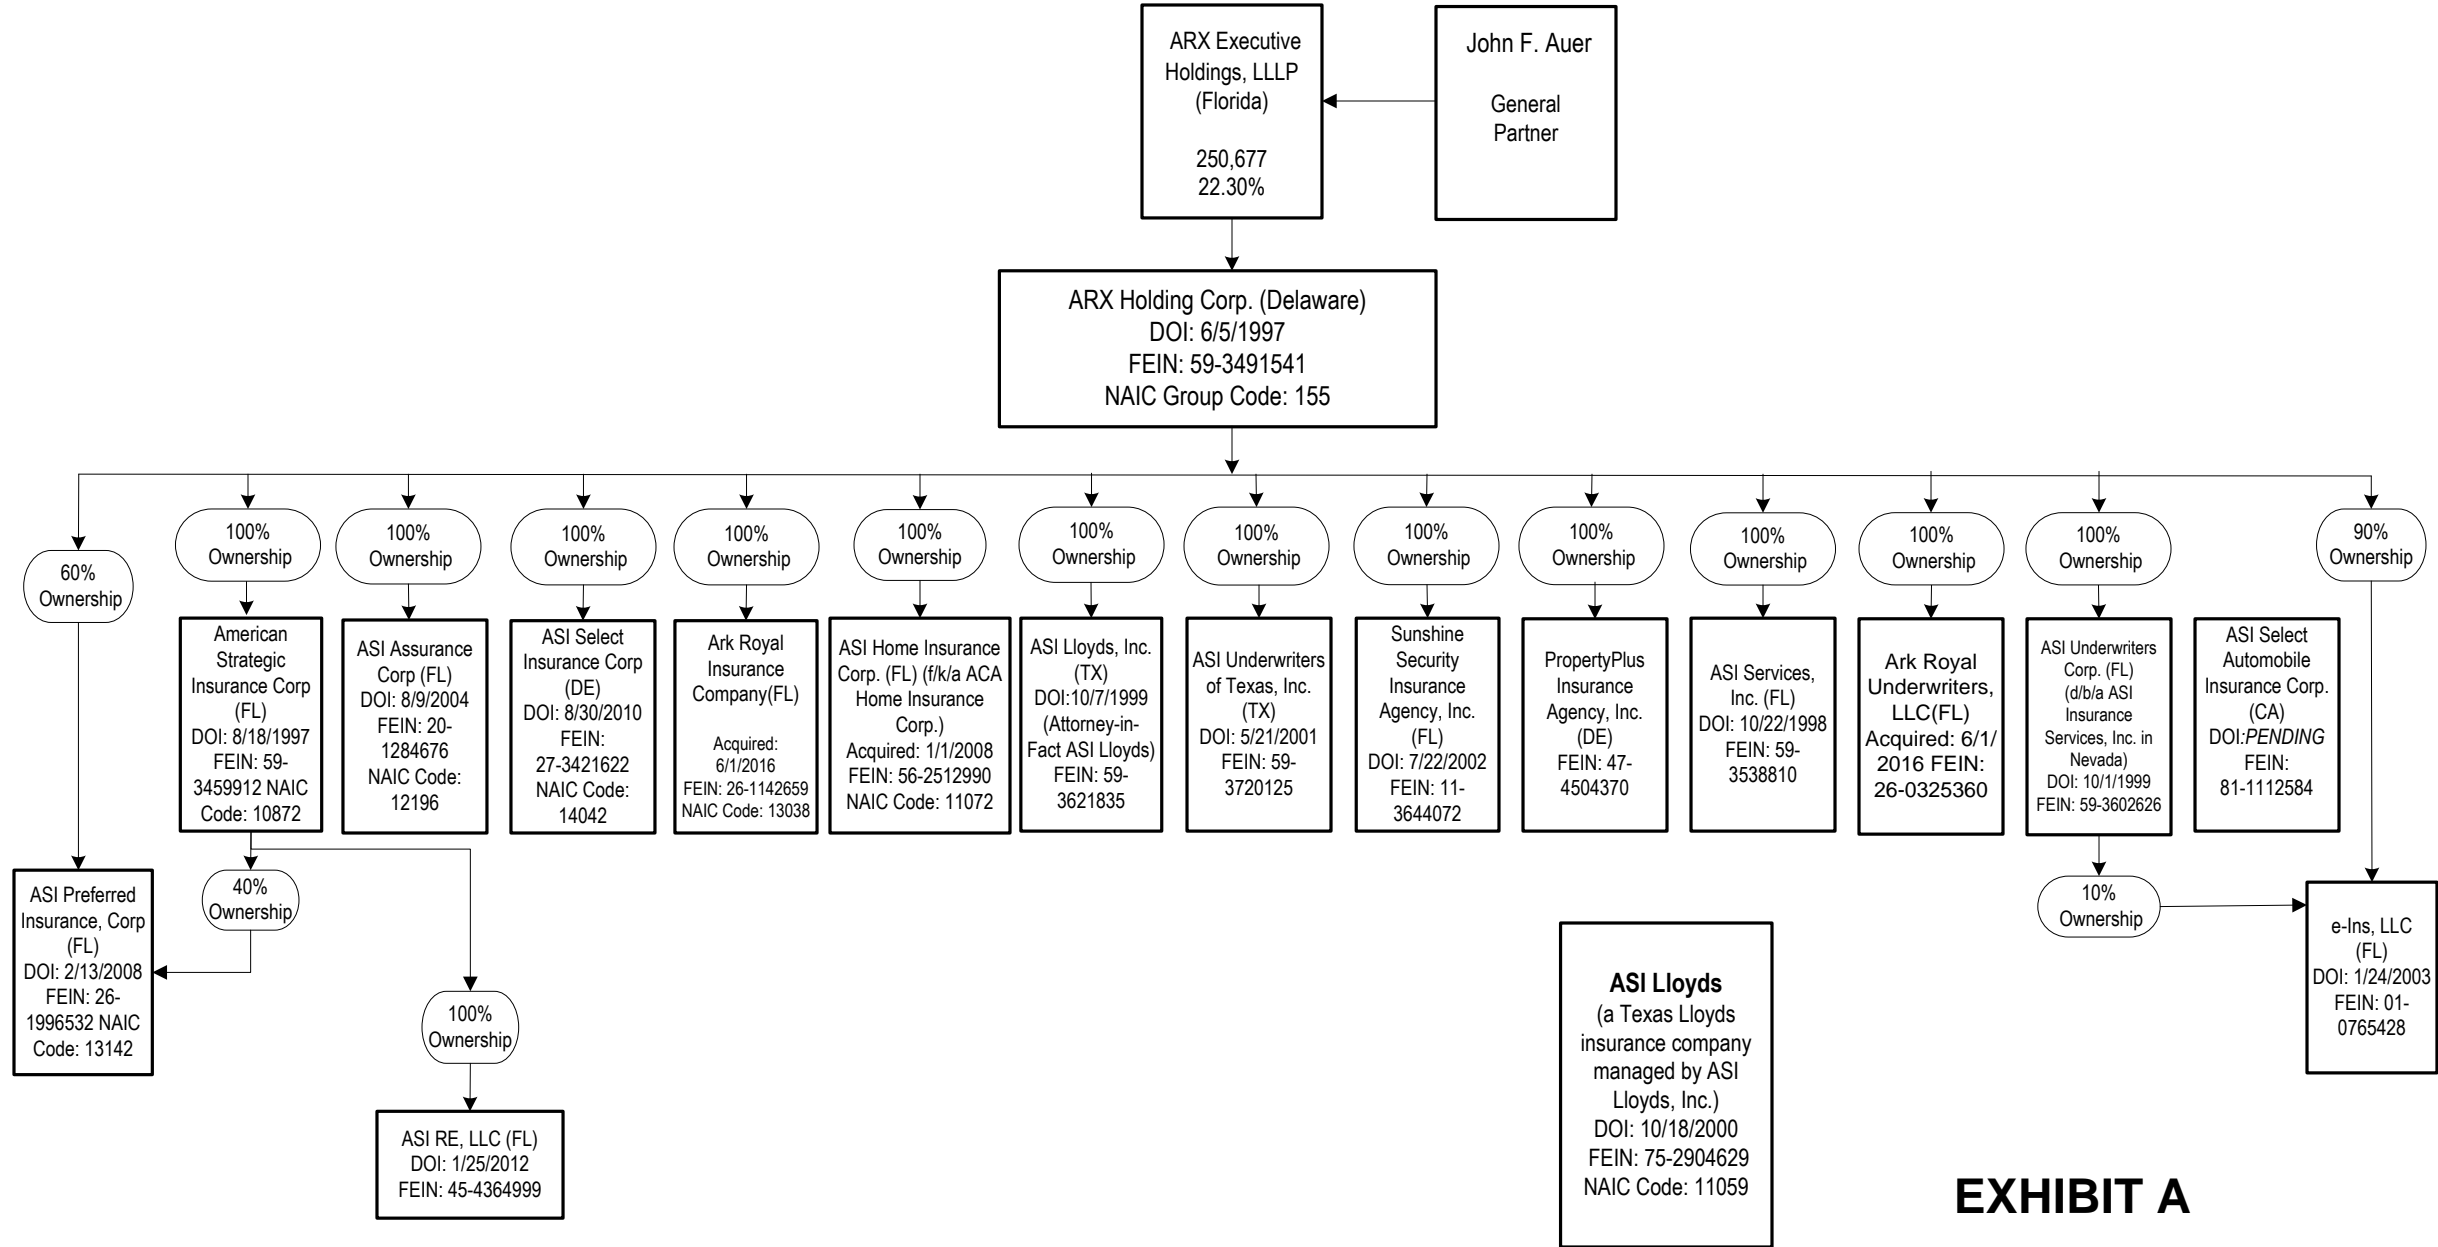 ARX Executive
Holdings, LLLP
(Florida)
250,677
22.30%
John F. Auer
General
Partner
ARX Holding Corp. (Delaware)
DOI: 6/5/1997
FEIN: 59-3491541
NAIC Group Code: 155
60%
Ownership
100%
Ownership
100%
Ownership
100%
Ownership
100%
Ownership
100%
Ownership
100%
Ownership
100%
Ownership
100%
Ownership
100%
Ownership
100%
Ownership
100%
Ownership
100%
Ownership
90%
Ownership
American
Strategic
Insurance Corp
(FL)
DOI: 8/18/1997
FEIN: 59-
3459912 NAIC
Code: 10872
ASI Assurance
Corp (FL)
DOI: 8/9/2004
FEIN: 20-
1284676
NAIC Code:
12196
ASI Select
Insurance Corp
(DE)
DOI: 8/30/2010
FEIN:
27-3421622
NAIC Code:
14042
Ark Royal
Insurance
Company(FL)
Acquired:
6/1/2016
FEIN: 26-1142659
NAIC Code: 13038
ASI Home Insurance
Corp. (FL) (f/k/a ACA
Home Insurance
Corp.)
Acquired: 1/1/2008
FEIN: 56-2512990
NAIC Code: 11072
ASI Lloyds, Inc.
(TX)
DOI:10/7/1999
(Attorney-in-
Fact ASI Lloyds)
FEIN: 59-
3621835
ASI Underwriters
of Texas, Inc.
(TX)
DOI: 5/21/2001
FEIN: 59-
3720125
Sunshine
Security
Insurance
Agency, Inc.
(FL)
DOI: 7/22/2002
FEIN: 11-
3644072
PropertyPlus
Insurance
Agency, Inc.
(DE)
FEIN: 47-
4504370
ASI Services,
Inc. (FL)
DOI: 10/22/1998
FEIN: 59-
3538810
Ark Royal
Underwriters,
LLC(FL)
Acquired: 6/1/
2016 FEIN:
26-0325360
ASI Underwriters
Corp. (FL)
(d/b/a ASI
Insurance
Services, Inc. in
Nevada)
DOI: 10/1/1999
FEIN: 59-3602626
ASI Select
Automobile
Insurance Corp.
(CA)
DOI:PENDING
FEIN:
81-1112584
ASI Preferred
Insurance, Corp
(FL)
DOI: 2/13/2008
FEIN: 26-
1996532 NAIC
Code: 13142
40%
Ownership
100%
Ownership
ASI RE, LLC (FL)
DOI: 1/25/2012
FEIN: 45-4364999
ASI Lloyds
(a Texas Lloyds
insurance company
managed by ASI
Lloyds, Inc.)
DOI: 10/18/2000
FEIN: 75-2904629
NAIC Code: 11059
10%
Ownership
e-Ins, LLC
(FL)
DOI: 1/24/2003
FEIN: 01-
0765428
EXHIBIT A